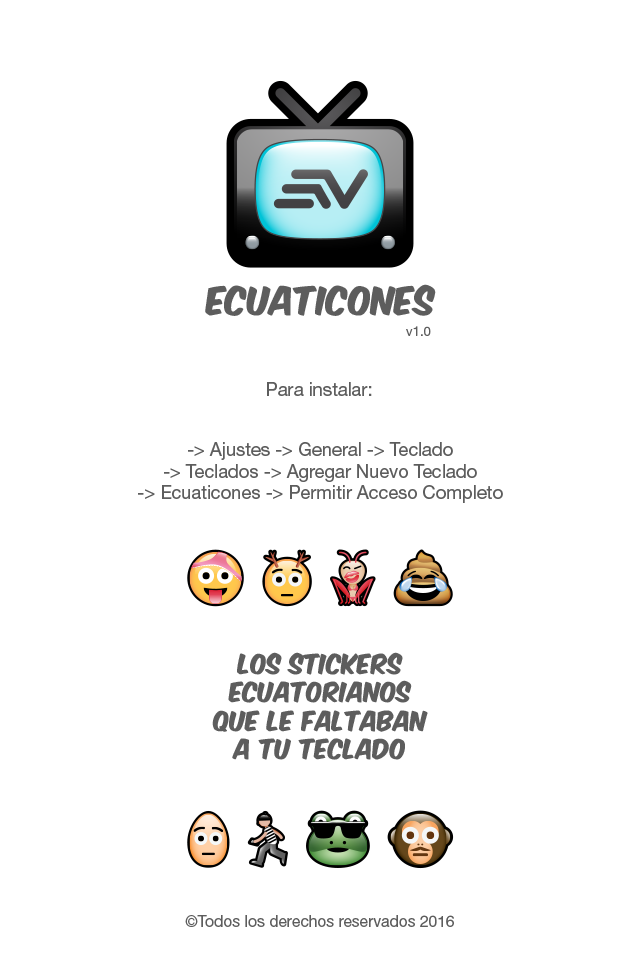 EV
ECUATICONES
v1.0
Para instalar:
-> Ajustes -> General -> Teclado
-> Teclados -> Agregar Nuevo Teclado
-> Ecuaticones -> Permitir Acceso Completo
LOS STICKERS
ECUATORIANOS
QUE LE FALTABAN
A TU TECLADO
©Todos los derechos reservados 2016